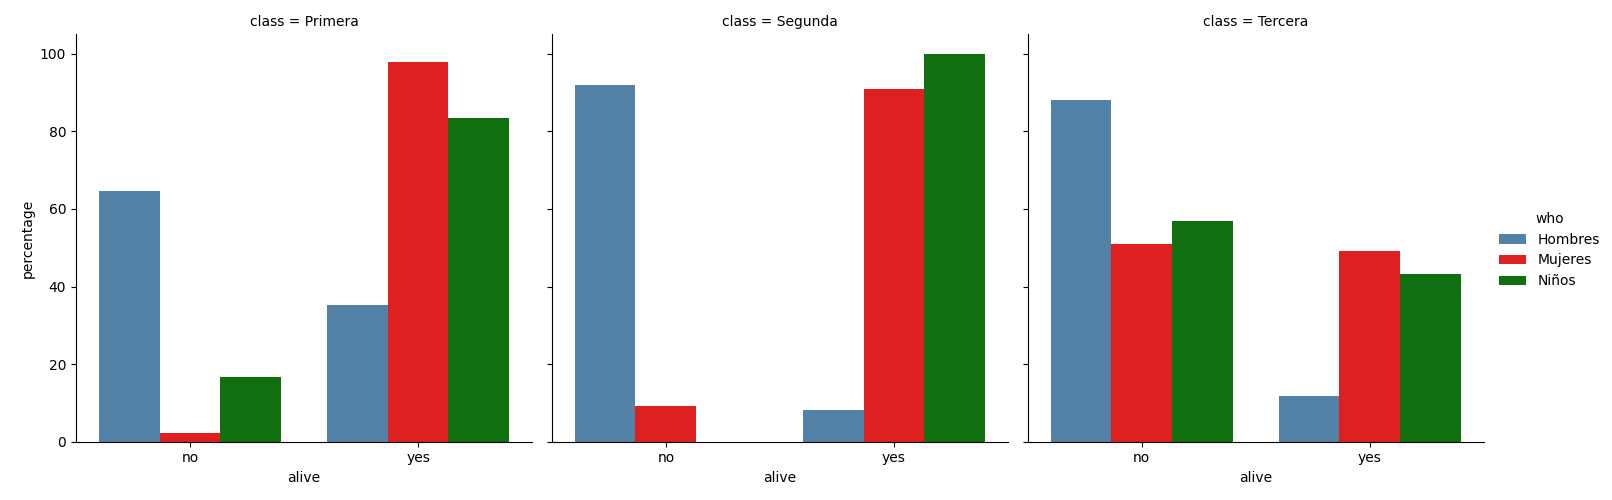 class = Primera
class = Segunda
class = Tercera
percentage
100
80
60
40
20
0
no
yes
no
yes
no
yes
alive
alive
alive
who
Hombres
Mujeres
Niños